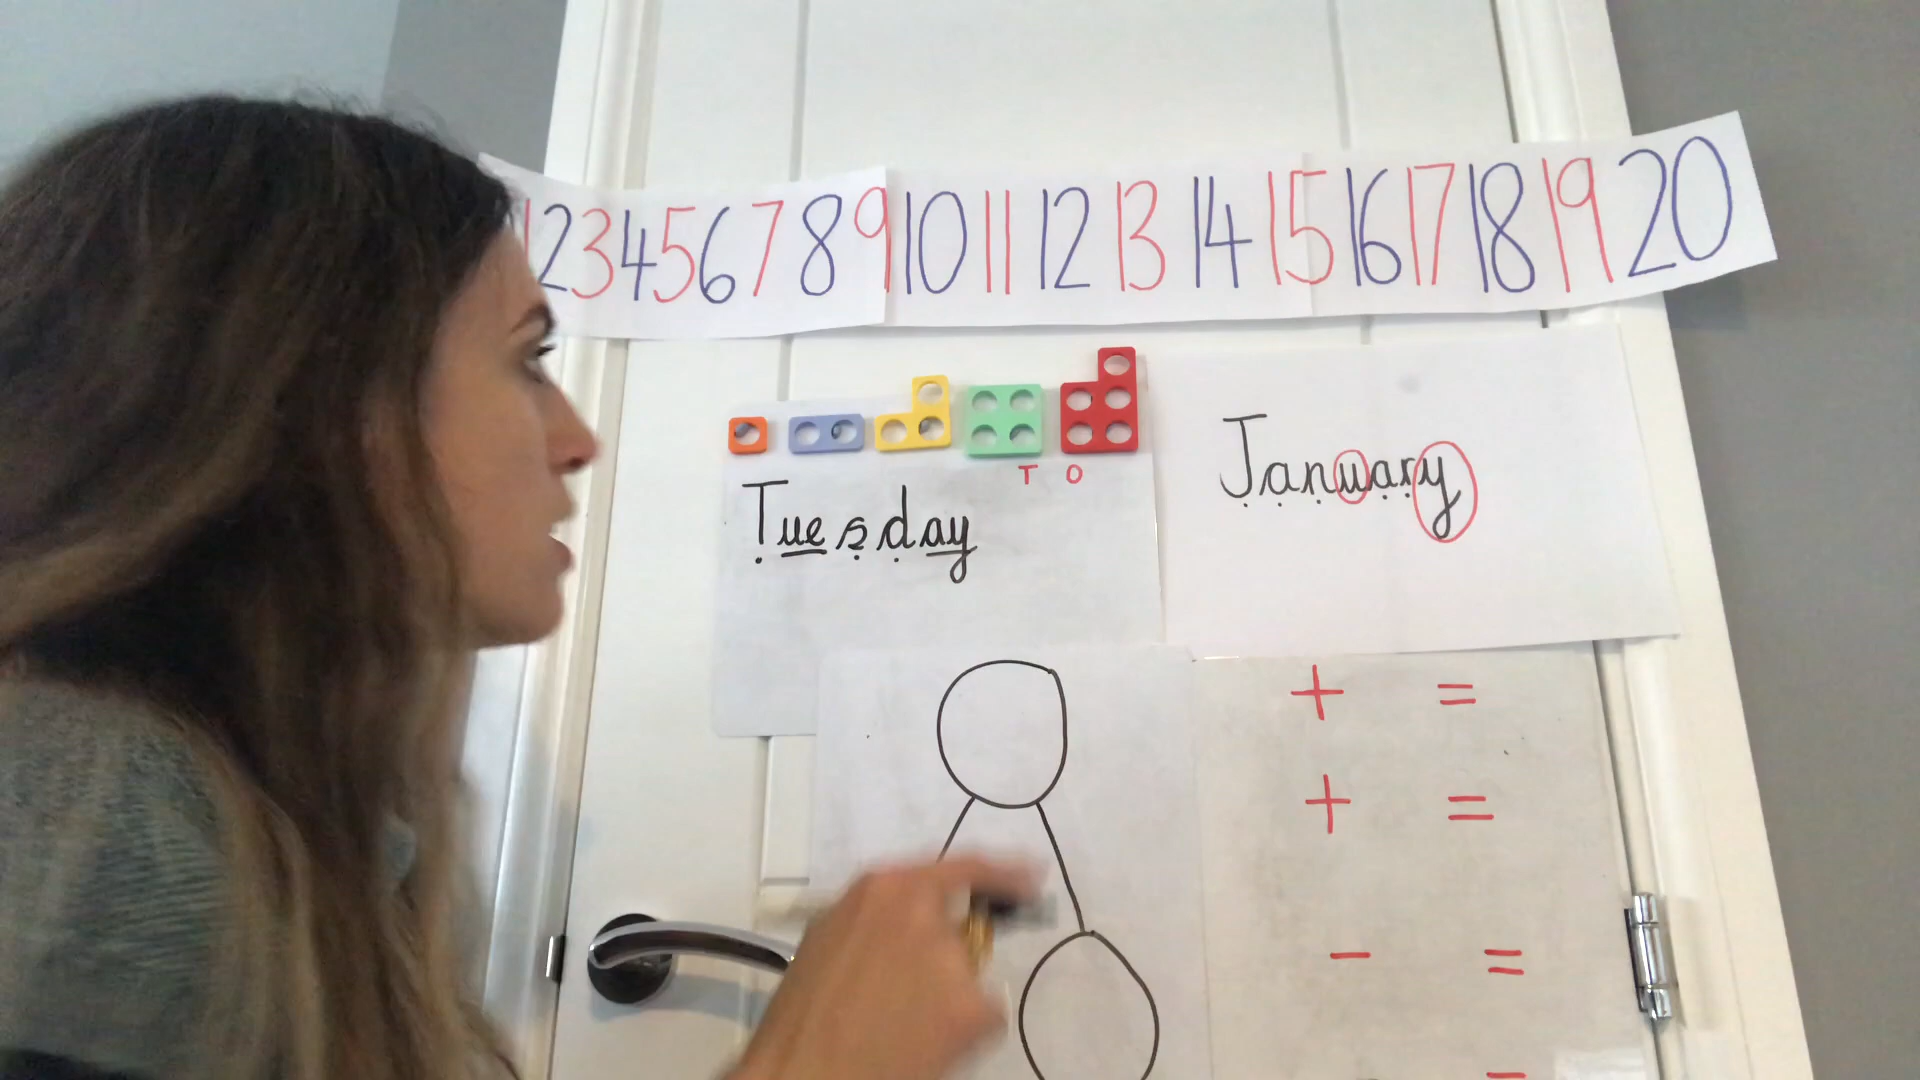 1 2 3 4 5 6 7 8 9 10 11 12 13 14 15 16 17 18 19 20
T O
Tuesday
January
+ =
+ =
- =